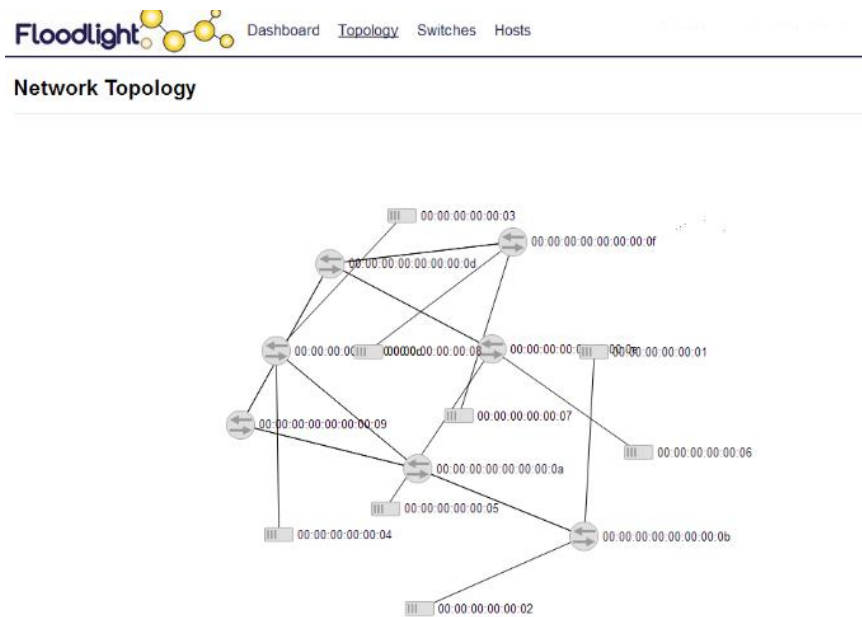 Floodlight Dashboard Topology Switches Hosts
Network Topology
00:00:00:00:00:03
00:00:00:00:00:00:00:0f
00:00:00:00:00:00:00:0d
00:00:00:00:00:08
00:00:00:00:00:01
00:00:00:00:00:07
00:00:00:00:00:00:00:09
00:00:00:00:00:06
00:00:00:00:00:00:00:0a
00:00:00:00:00:05
00:00:00:00:00:04
00:00:00:00:00:00:00:0b
00:00:00:00:00:02